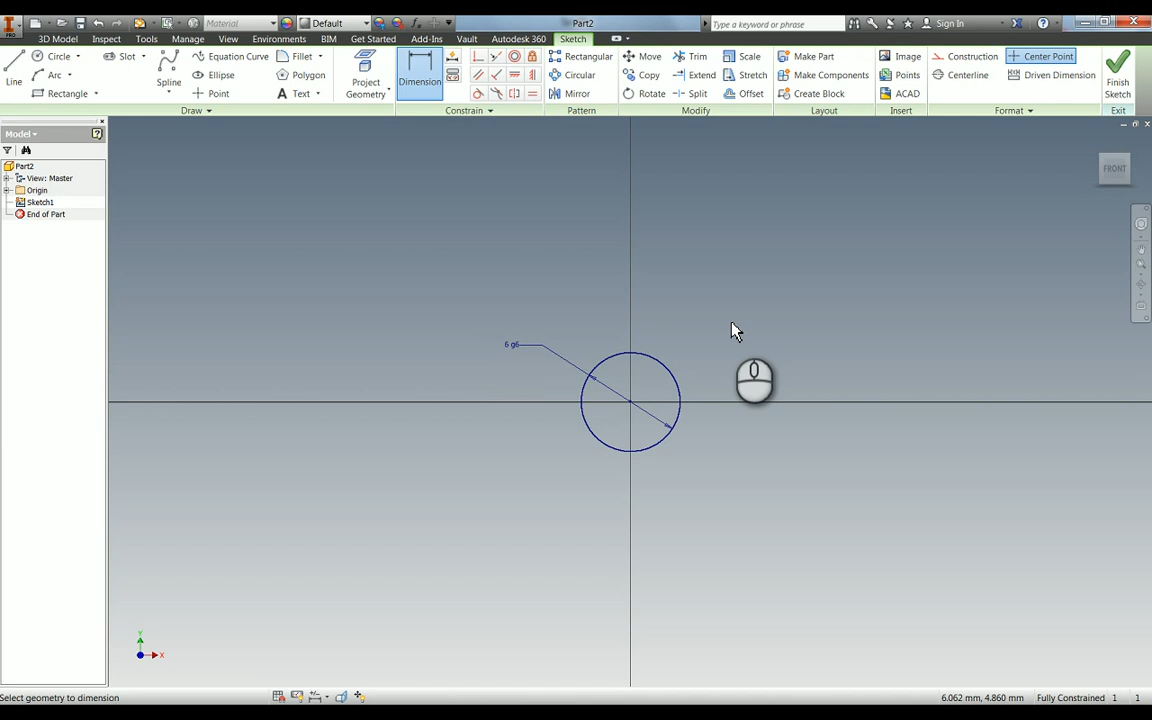 PRO
Material
Default
Part2
Type a keyword or phrase
Sign In
3D Model Inspect Tools Manage View Environments BIM Get Started Add-Ins Vault Autodesk 360 Sketch
Line
Circle
Arc
Rectangle
Slot
Spline
Equation Curve
Ellipse
Point
Fillet
Polygon
Text
Project Geometry
Dimension
Rectangular
Circular
Mirror
Move
Copy
Rotate
Trim
Extend
Split
Scale
Stretch
Offset
Make Part
Make Components
Create Block
Image
Points
ACAD
Construction
Centerline
Center Point
Driven Dimension
Finish Sketch
Draw Constrain Pattern Modify Layout Insert Format Exit
Model
Part2
View: Master
Origin
Sketch1
End of Part
FRONT
6 g6
0
Y
X
Select geometry to dimension
6.062 mm, 4.860 mm Fully Constrained 1 1